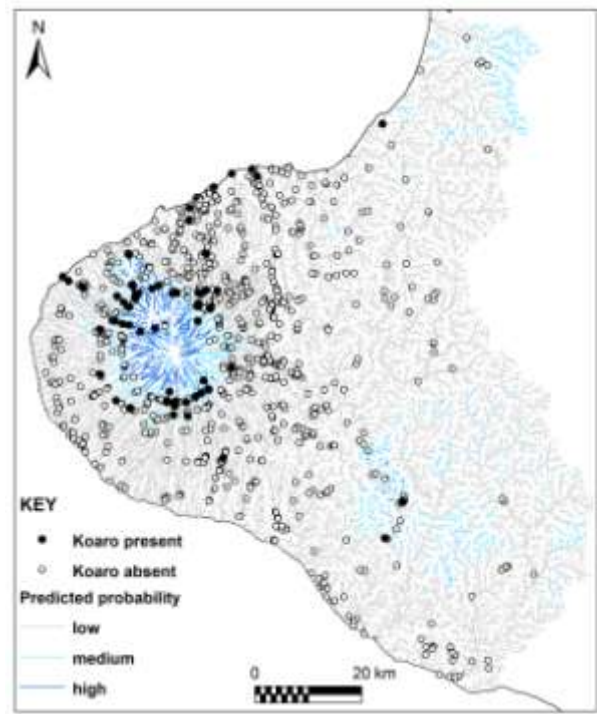 N
KEY
Koaro present
Koaro absent
Predicted probability
low
medium
high
0 20 km